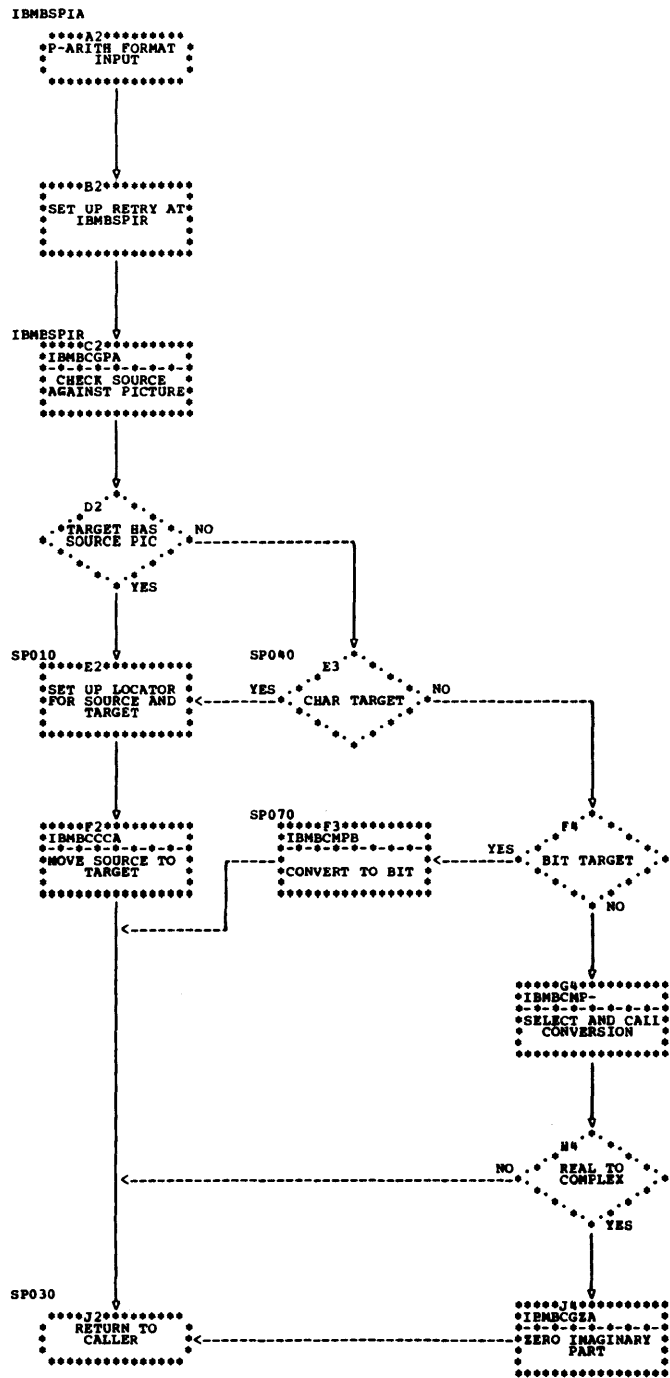 IBMBSPIA
A2
P-ARITH FORMAT
INPUT
B2
SET UP RETRY AT
IBMBSPIR
IBMBSPIR
C2
IBMBCGPA
CHECK SOURCE
AGAINST PICTURE
D2
TARGET HAS
SOURCE PIC
NO
YES
SP010
E2
SET UP LOCATOR
FOR SOURCE AND
TARGET
SP040
E3
YES
CHAR TARGET
NO
F2
IBMBCCCA
MOVE SOURCE TO
TARGET
SP070
F3
IBMBCMPB
CONVERT TO BIT
F4
YES
BIT TARGET
NO
G4
IBMBCMP-
SELECT AND CALL
CONVERSION
H4
NO
REAL TO
COMPLEX
YES
SP030
J2
RETURN TO
CALLER
J4
IBMBCGZA
ZERO IMAGINARY
PART